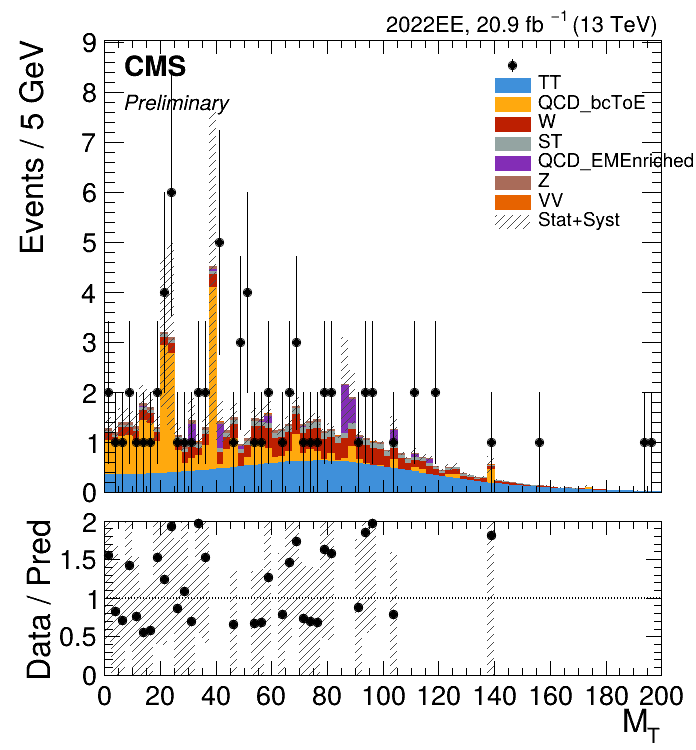 2022EE, 20.9 fb ⁻¹ (13 TeV)
CMS
Preliminary
Events / 5 GeV
9
8
7
6
5
4
3
2
1
0
TT
QCD_bcToE
W
ST
QCD_EMEnriched
Z
VV
Stat+Syst
Data / Pred
2
1.5
1
0.5
0
0 20 40 60 80 100 120 140 160 180 200
M_T